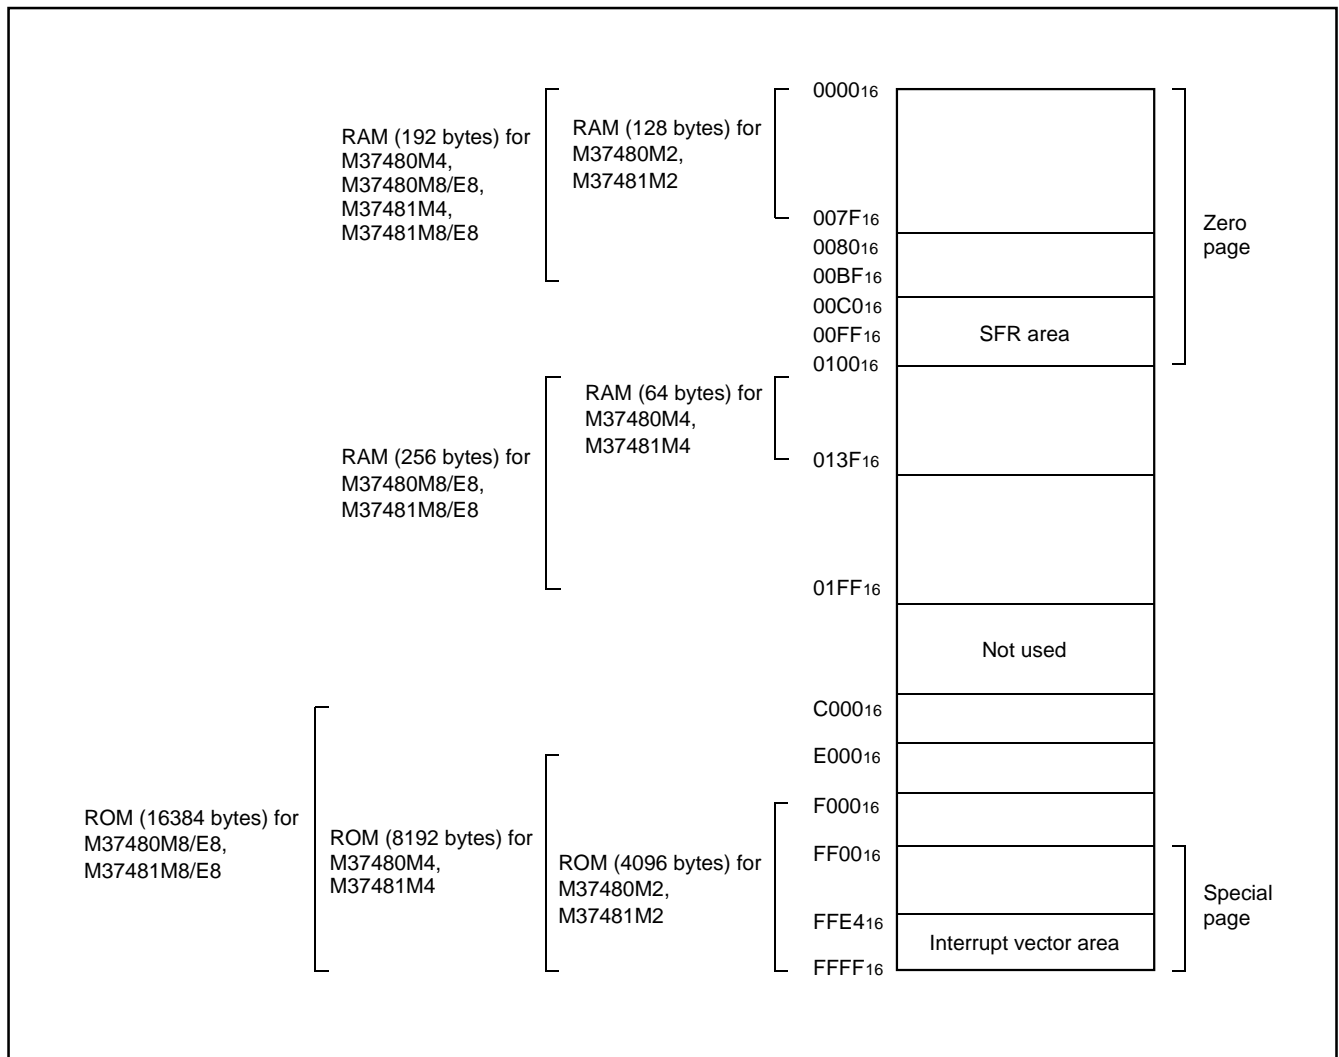 RAM (192 bytes) for
M37480M4,
M37480M8/E8,
M37481M4,
M37481M8/E8
RAM (128 bytes) for
M37480M2,
M37481M2
000016
007F16
008016
00BF16
00C016
00FF16
010016
SFR area
Zero
page
RAM (256 bytes) for
M37480M8/E8,
M37481M8/E8
RAM (64 bytes) for
M37480M4,
M37481M4
013F16
01FF16
Not used
C00016
E00016
F00016
FF0016
FFE416
FFFF16
ROM (16384 bytes) for
M37480M8/E8,
M37481M8/E8
ROM (8192 bytes) for
M37480M4,
M37481M4
ROM (4096 bytes) for
M37480M2,
M37481M2
Interrupt vector area
Special
page